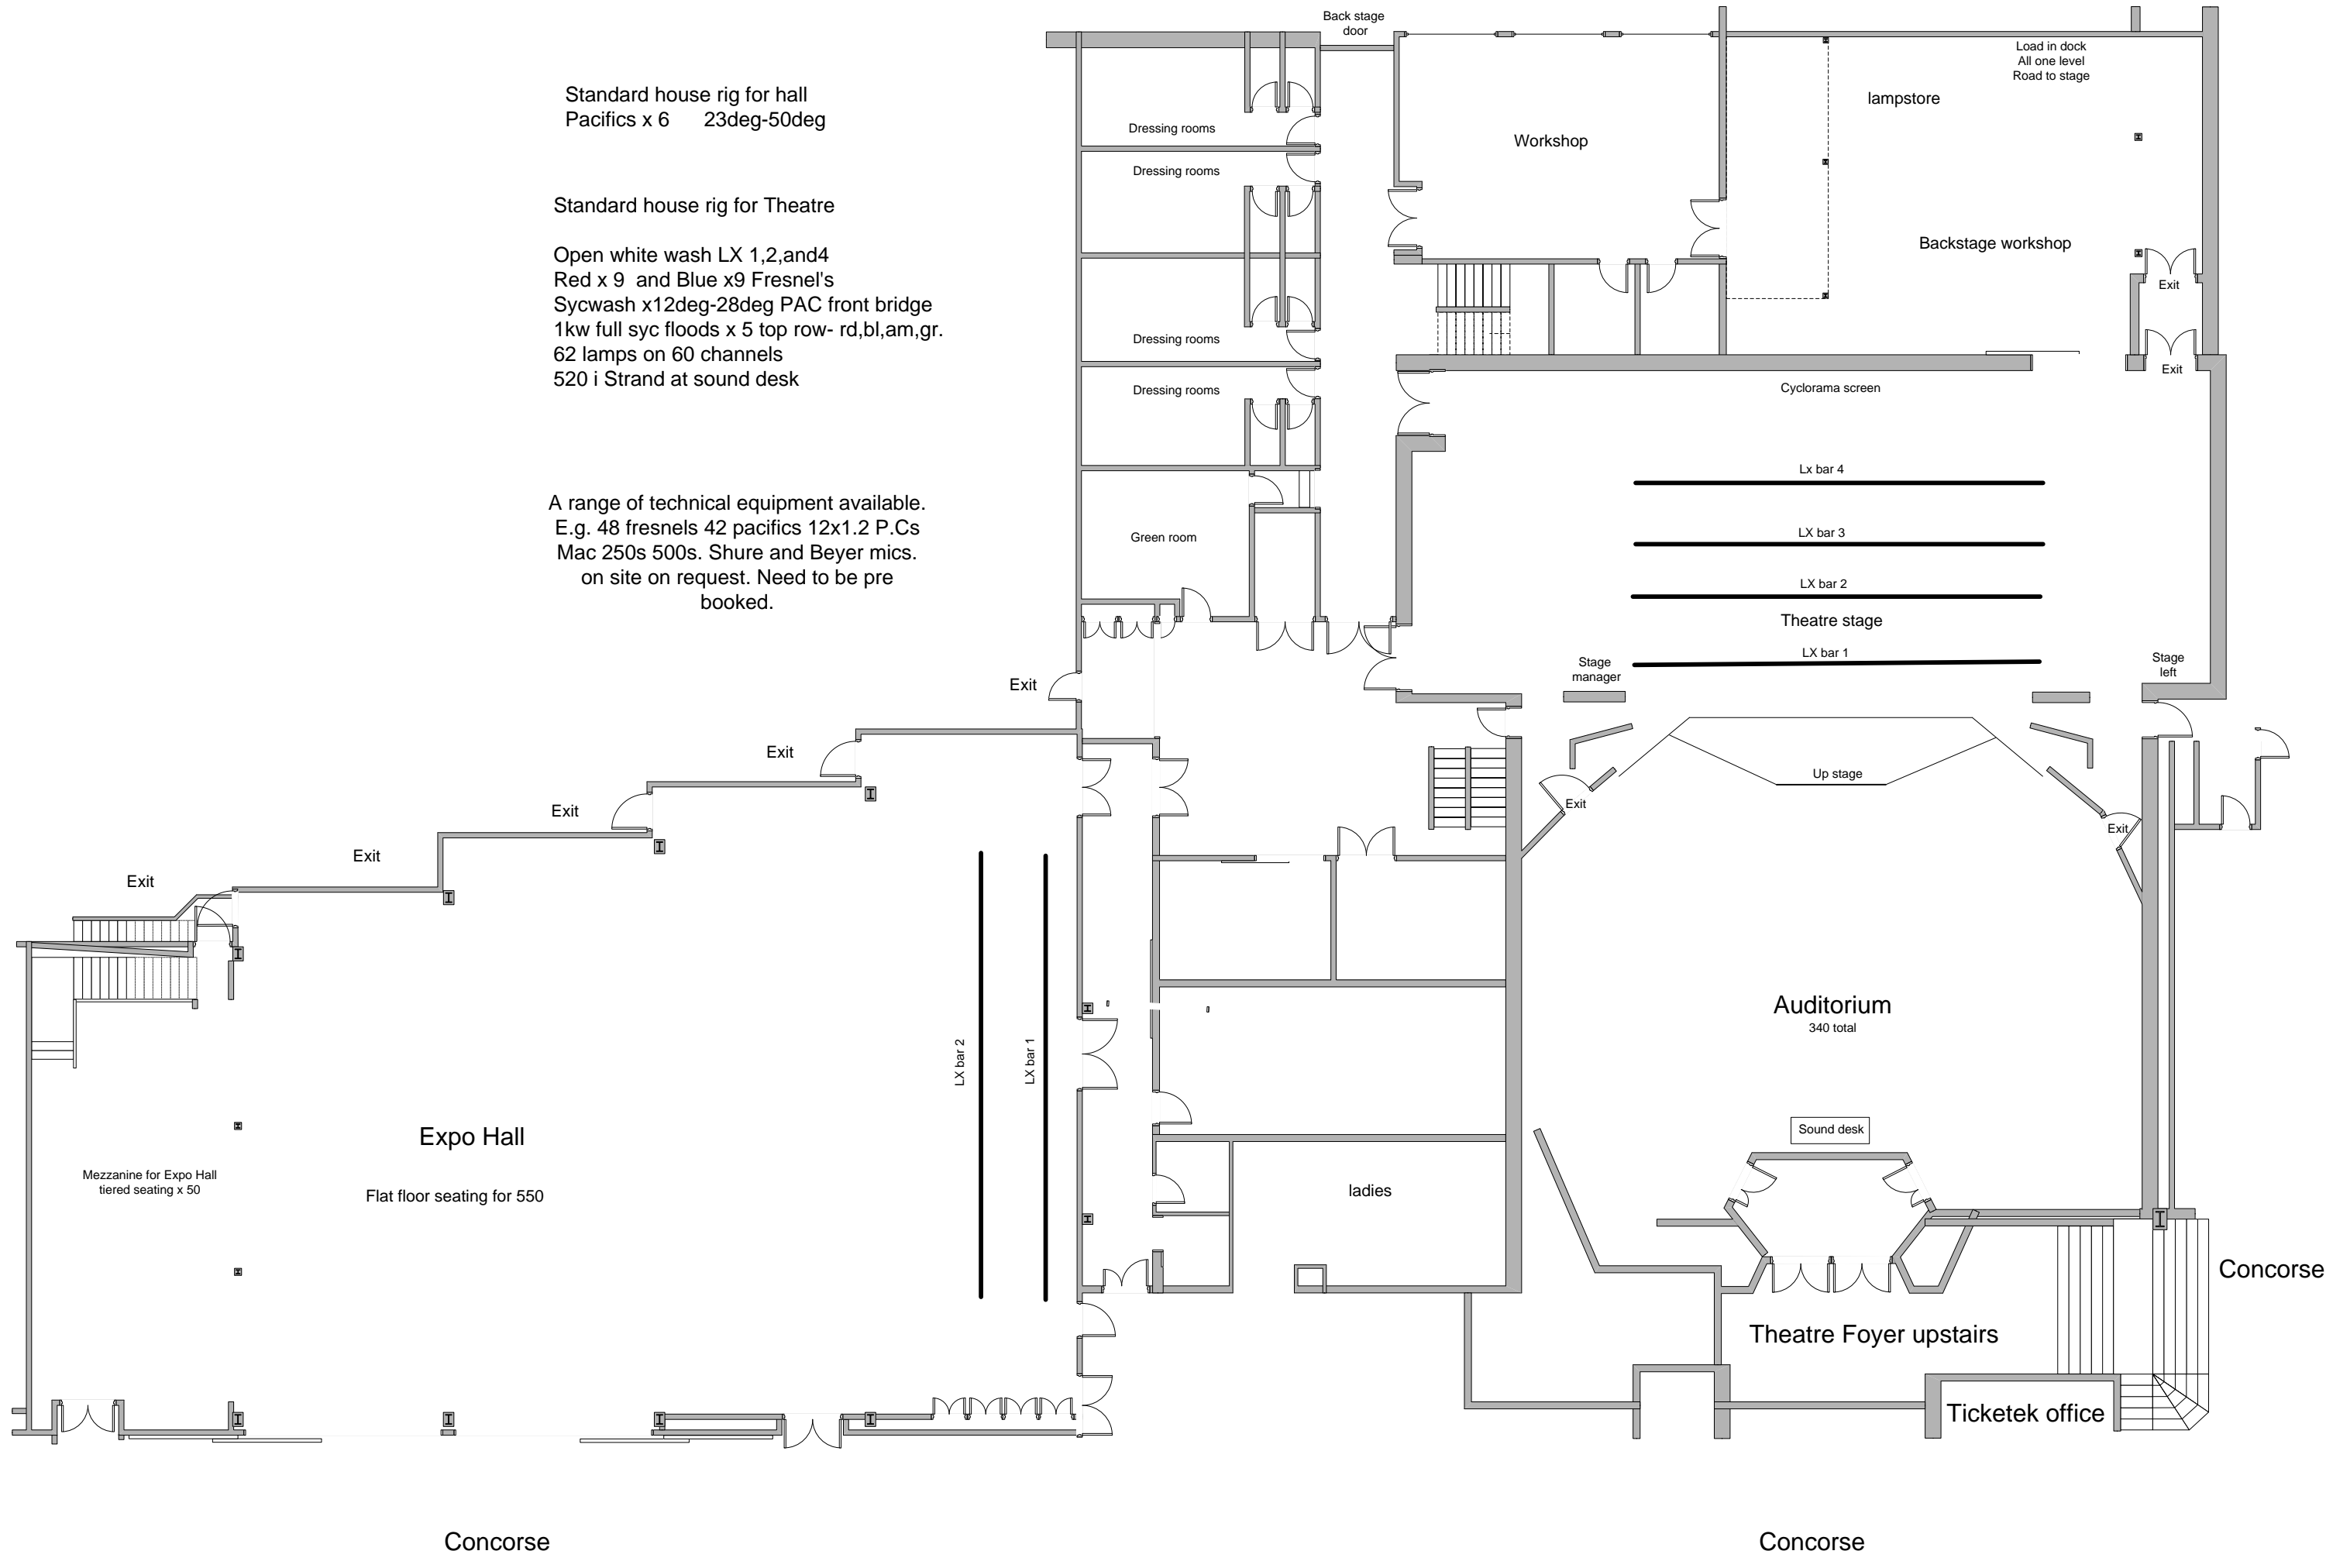 Back stage
door
Load in dock
All one level
Road to stage
lampstore
Standard house rig for hall
Pacifics x 6 23deg-50deg
Dressing rooms
Workshop
Dressing rooms
Standard house rig for Theatre
Open white wash LX 1,2,and4
Red x 9 and Blue x9 Fresnel's
Sycwash x12deg-28deg PAC front bridge
1kw full syc floods x 5 top row- rd,bl,am,gr.
62 lamps on 60 channels
520 i Strand at sound desk
Backstage workshop
Exit
Dressing rooms
Exit
Cyclorama screen
Dressing rooms
Lx bar 4
A range of technical equipment available.
E.g. 48 fresnels 42 pacifics 12x1.2 P.Cs
Mac 250s 500s. Shure and Beyer mics.
on site on request. Need to be pre
booked.
Green room
LX bar 3
LX bar 2
Theatre stage
LX bar 1
Stage
manager
Stage
left
Exit
Exit
Up stage
Exit
Exit
Exit
Exit
Exit
Auditorium
340 total
LX bar 2
LX bar 1
Sound desk
Expo Hall
Mezzanine for Expo Hall
tiered seating x 50
Flat floor seating for 550
ladies
Concorse
Theatre Foyer upstairs
Ticketek office
Concorse
Concorse